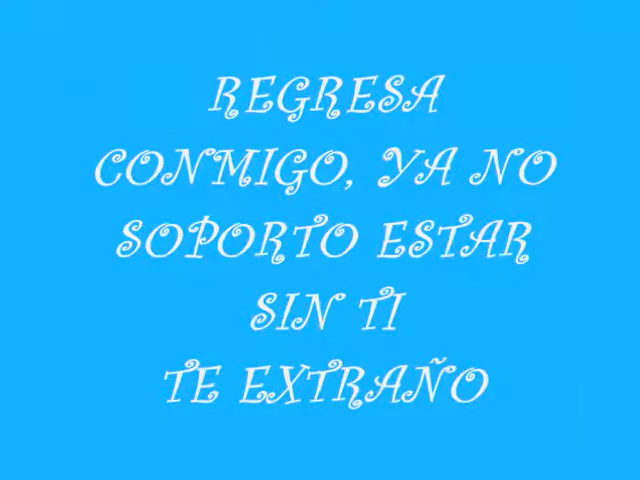 REGRESA
CONMIGO, YA NO
SOPORTO ESTAR
SIN TI
TE EXTRAÑO